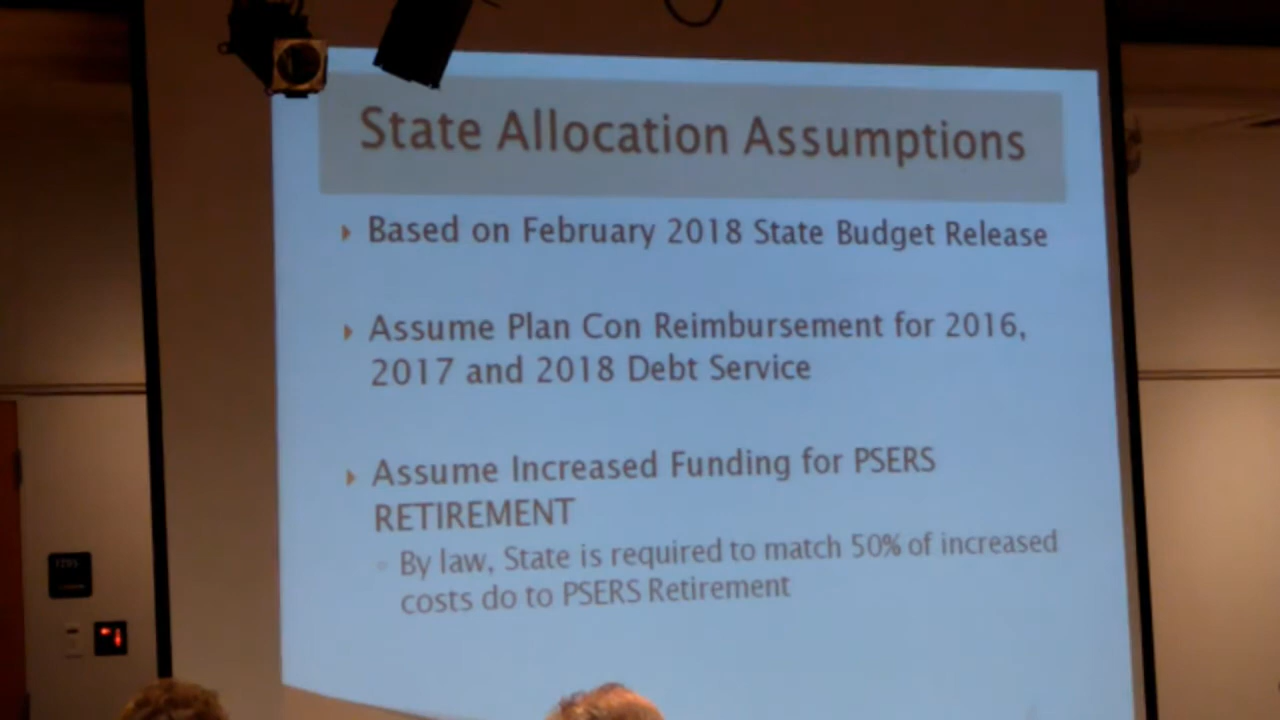 State Allocation Assumptions
Based on February 2018 State Budget Release
Assume Plan Con Reimbursement for 2016,
2017 and 2018 Debt Service
Assume Increased Funding for PSERS
RETIREMENT
By law, State is required to match 50% of increased
costs do to PSERS Retirement